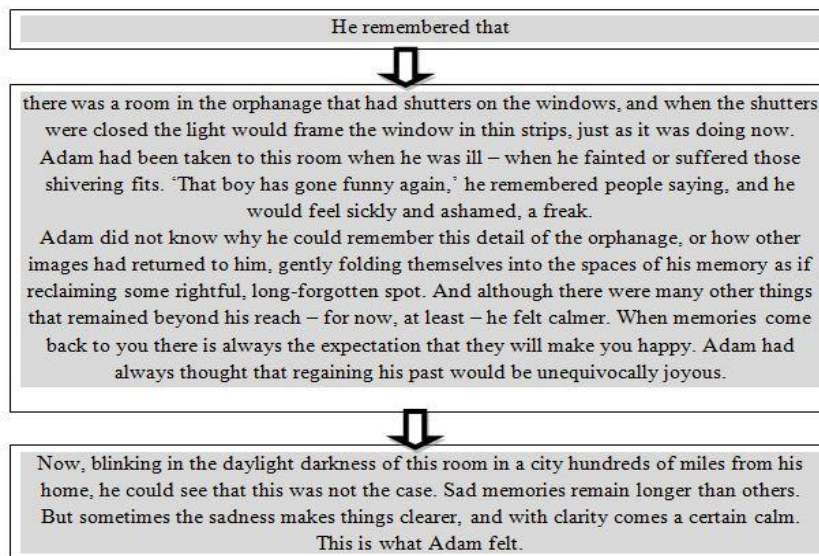 He remembered that
there was a room in the orphanage that had shutters on the windows, and when the shutters
were closed the light would frame the window in thin strips, just as it was doing now.
Adam had been taken to this room when he was ill – when he fainted or suffered those
shivering fits. ‘That boy has gone funny again,’ he remembered people saying, and he
would feel sickly and ashamed, a freak.
Adam did not know why he could remember this detail of the orphanage, or how other
images had returned to him, gently folding themselves into the spaces of his memory as if
reclaiming some rightful, long-forgotten spot. And although there were many other things
that remained beyond his reach – for now, at least – he felt calmer. When memories come
back to you there is always the expectation that they will make you happy. Adam had
always thought that regaining his past would be unequivocally joyous.
Now, blinking in the daylight darkness of this room in a city hundreds of miles from his
home, he could see that this was not the case. Sad memories remain longer than others.
But sometimes the sadness makes things clearer, and with clarity comes a certain calm.
This is what Adam felt.